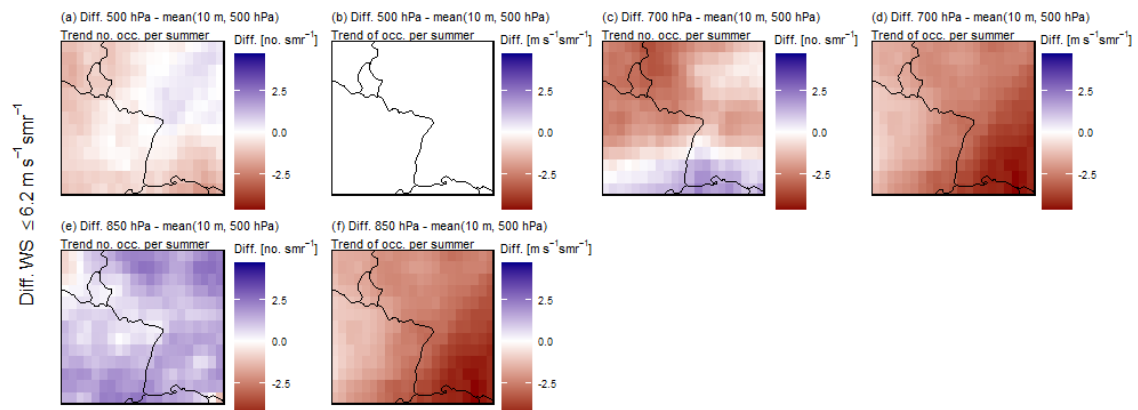 (a) Diff. 500 hPa - mean(10 m, 500 hPa)
Trend no. occ. per summer
Diff. [no. smr⁻¹]
2.5
0.0
-2.5
(b) Diff. 500 hPa - mean(10 m, 500 hPa)
Trend of occ. per summer
Diff. [m s⁻¹smr⁻¹]
2.5
0.0
-2.5
(c) Diff. 700 hPa - mean(10 m, 500 hPa)
Trend no. occ. per summer
Diff. [no. smr⁻¹]
2.5
0.0
-2.5
(d) Diff. 700 hPa - mean(10 m, 500 hPa)
Trend of occ. per summer
Diff. [m s⁻¹smr⁻¹]
2.5
0.0
-2.5
Diff. WS ≤ 6.2 m s⁻¹ smr⁻¹
(e) Diff. 850 hPa - mean(10 m, 500 hPa)
Trend no. occ. per summer
Diff. [no. smr⁻¹]
2.5
0.0
-2.5
(f) Diff. 850 hPa - mean(10 m, 500 hPa)
Trend of occ. per summer
Diff. [m s⁻¹smr⁻¹]
2.5
0.0
-2.5